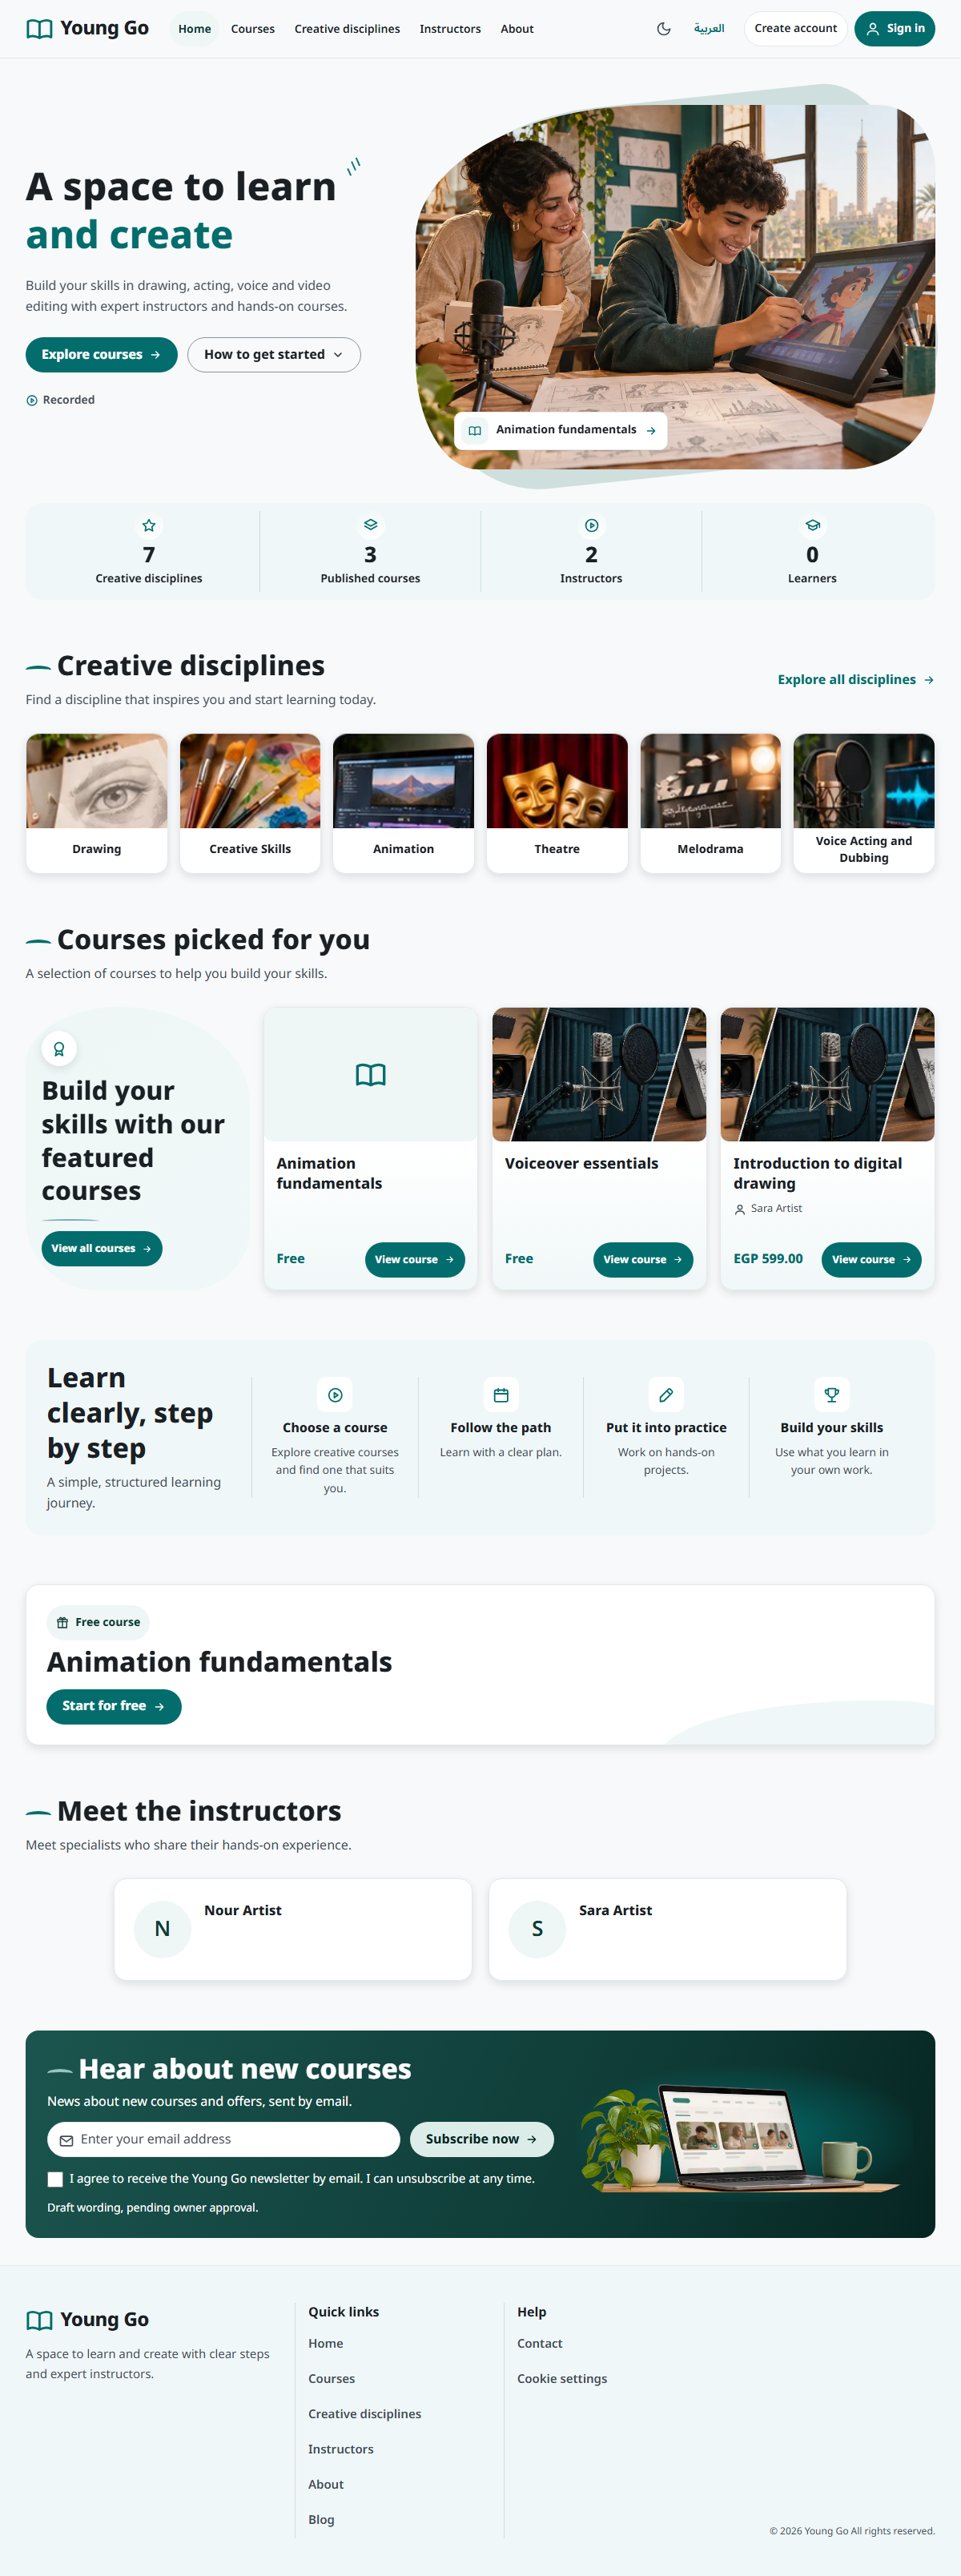 Young Go
Home
Courses
Creative disciplines
Instructors
About
العربية
Create account
Sign in
A space to learn
and create
Build your skills in drawing, acting, voice and video
editing with expert instructors and hands-on courses.
Explore courses
How to get started
Recorded
Animation fundamentals
7
Creative disciplines
3
Published courses
2
Instructors
0
Learners
Creative disciplines
Find a discipline that inspires you and start learning today.
Explore all disciplines
Drawing
Creative Skills
Animation
Theatre
Melodrama
Voice Acting and
Dubbing
Courses picked for you
A selection of courses to help you build your skills.
Build your
skills with our
featured
courses
View all courses
Animation
fundamentals
Free
View course
Voiceover essentials
Free
View course
Introduction to digital
drawing
Sara Artist
EGP 599.00
View course
Learn
clearly, step
by step
A simple, structured learning
journey.
Choose a course
Explore creative courses
and find one that suits
you.
Follow the path
Learn with a clear plan.
Put it into practice
Work on hands-on
projects.
Build your skills
Use what you learn in
your own work.
Free course
Animation fundamentals
Start for free
Meet the instructors
Meet specialists who share their hands-on experience.
N
Nour Artist
S
Sara Artist
Hear about new courses
News about new courses and offers, sent by email.
Enter your email address
Subscribe now
I agree to receive the Young Go newsletter by email. I can unsubscribe at any time.
Draft wording, pending owner approval.
Young Go
A space to learn and create with clear steps
and expert instructors.
Quick links
Home
Courses
Creative disciplines
Instructors
About
Blog
Help
Contact
Cookie settings
© 2026 Young Go All rights reserved.